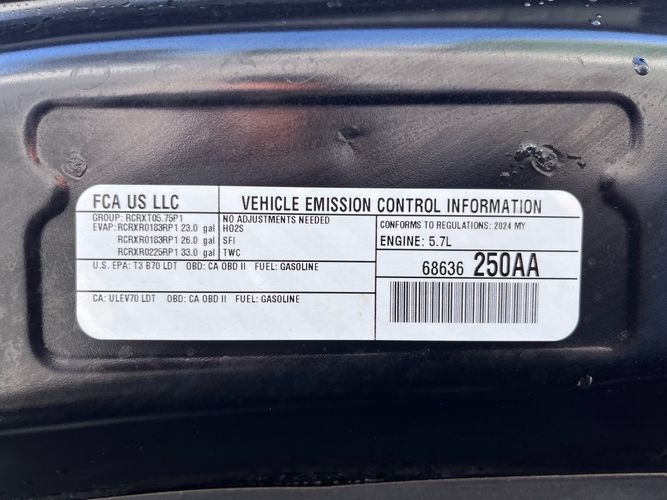 FCA US LLC
VEHICLE EMISSION CONTROL INFORMATION
GROUP: RCRXT05.75P1
EVAP: RCRXR0183RP1 23.0 gal
RCRXR0183RP1 26.0 gal
RCRXR0225RP1 33.0 gal
NO ADJUSTMENTS NEEDED
HO2S
SFI
TWC
CONFORMS TO REGULATIONS: 2024 MY
ENGINE: 5.7L
U.S. EPA: T3 B70 LDT OBD: CA OBD II FUEL: GASOLINE
CA: ULEV70 LDT OBD: CA OBD II FUEL: GASOLINE
68636 250AA